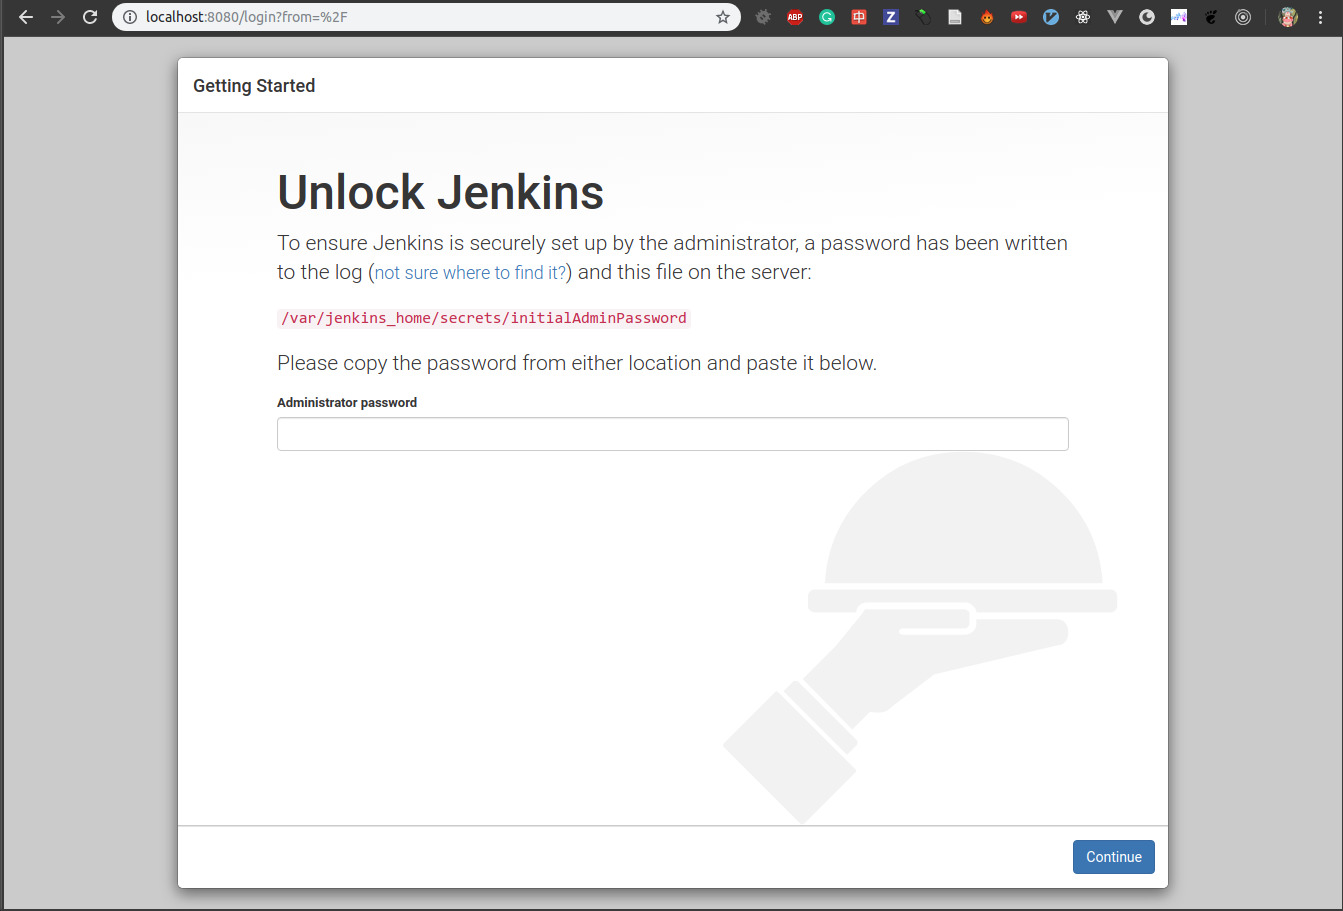 localhost:8080/login?from=%2F
ABP
中
Z
Getting Started
Unlock Jenkins
To ensure Jenkins is securely set up by the administrator, a password has been written
to the log (not sure where to find it?) and this file on the server:
/var/jenkins_home/secrets/initialAdminPassword
Please copy the password from either location and paste it below.
Administrator password
Continue